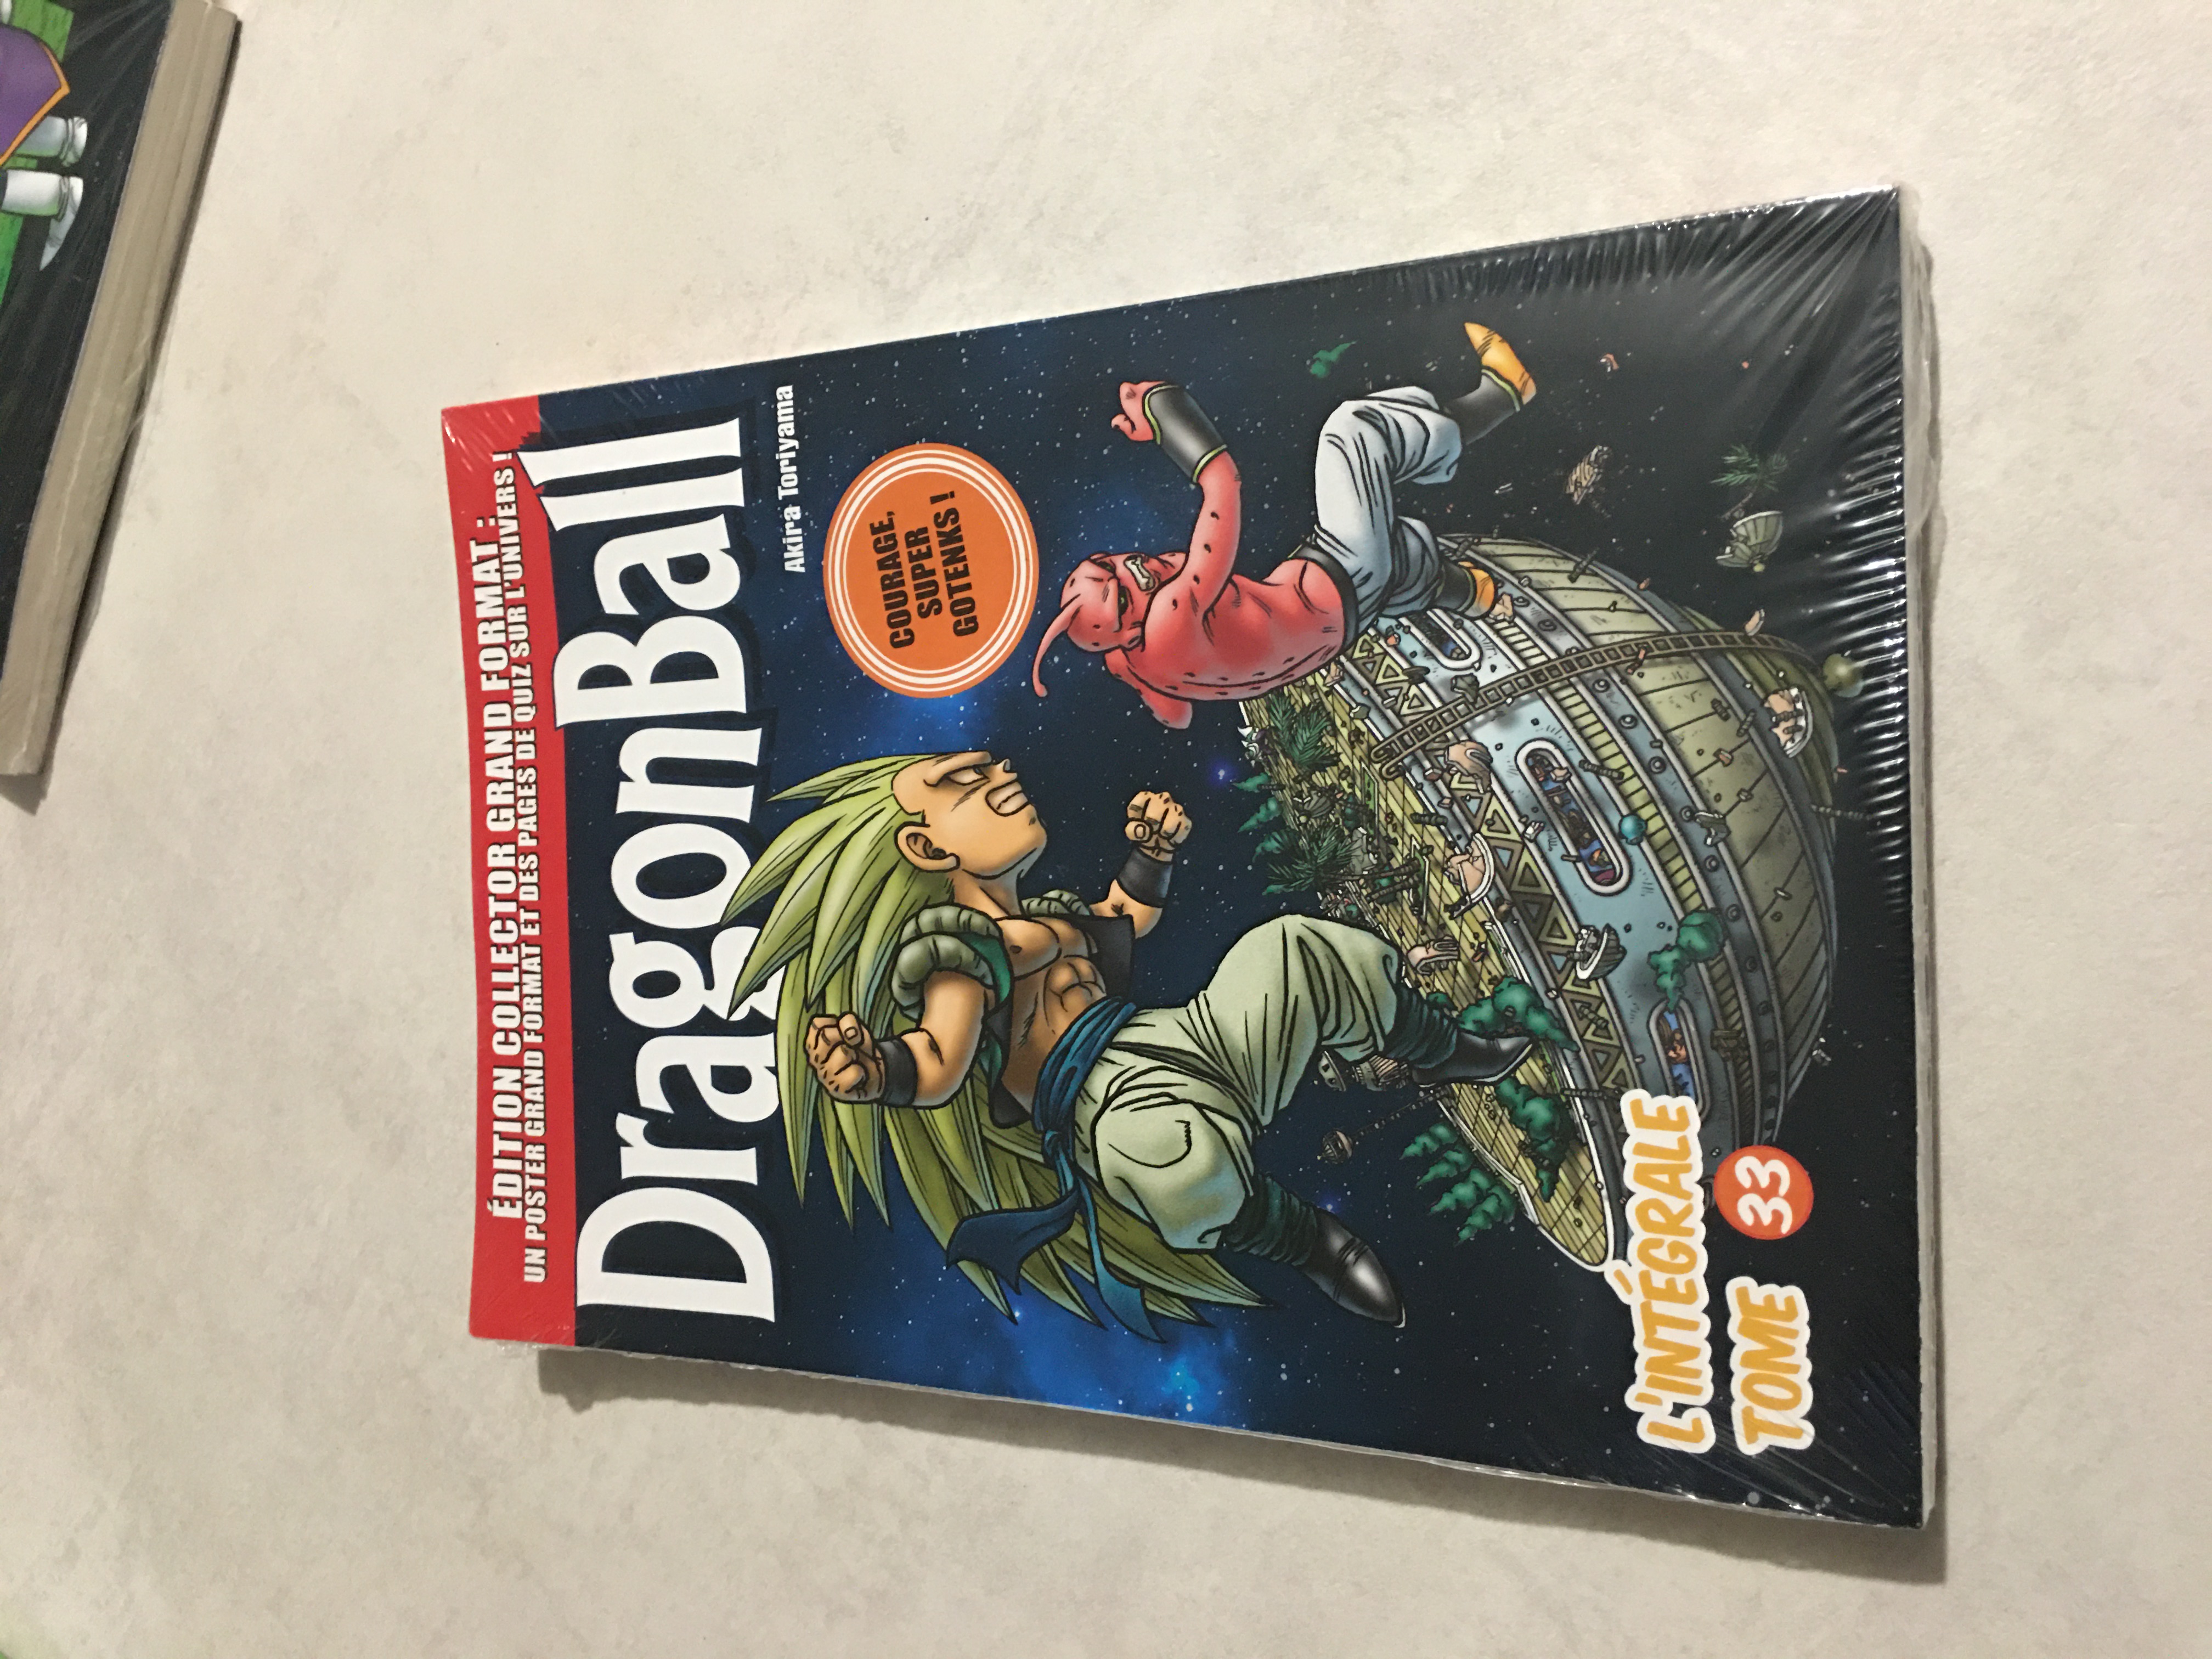 ÉDITION COLLECTOR GRAND FORMAT :
UN POSTER GRAND FORMAT ET DES PAGES DE QUIZ SUR L'UNIVERS !
DragonBall
Akira Toriyama
COURAGE,
SUPER
GOTENKS !
L'INTÉGRALE
TOME 33